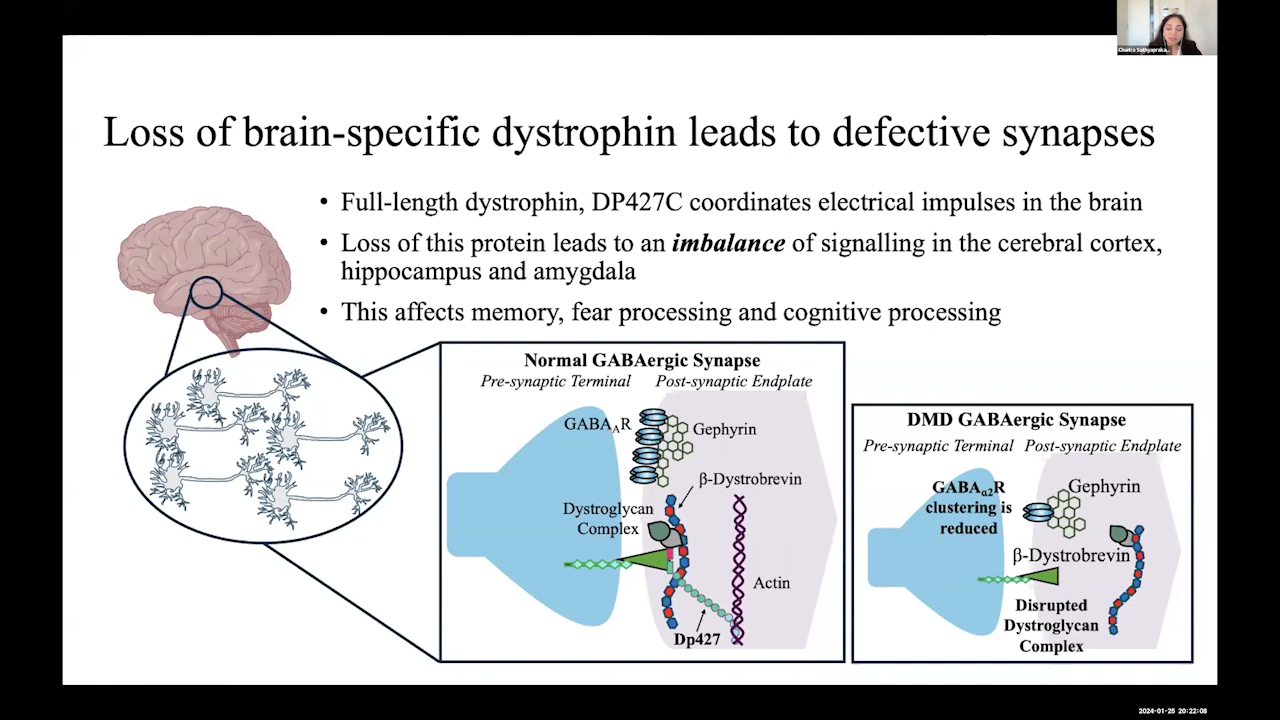 Chaitra Sathyapraka...
Loss of brain-specific dystrophin leads to defective synapses
• Full-length dystrophin, DP427C coordinates electrical impulses in the brain
• Loss of this protein leads to an imbalance of signalling in the cerebral cortex,
hippocampus and amygdala
• This affects memory, fear processing and cognitive processing
Normal GABAergic Synapse
Pre-synaptic Terminal Post-synaptic Endplate
GABA_AR
Gephyrin
β-Dystrobrevin
Dystroglycan
Complex
Actin
Dp427
DMD GABAergic Synapse
Pre-synaptic Terminal Post-synaptic Endplate
GABA_α2R
clustering is
reduced
Gephyrin
β-Dystrobrevin
Disrupted
Dystroglycan
Complex
2024-01-25 20:22:08